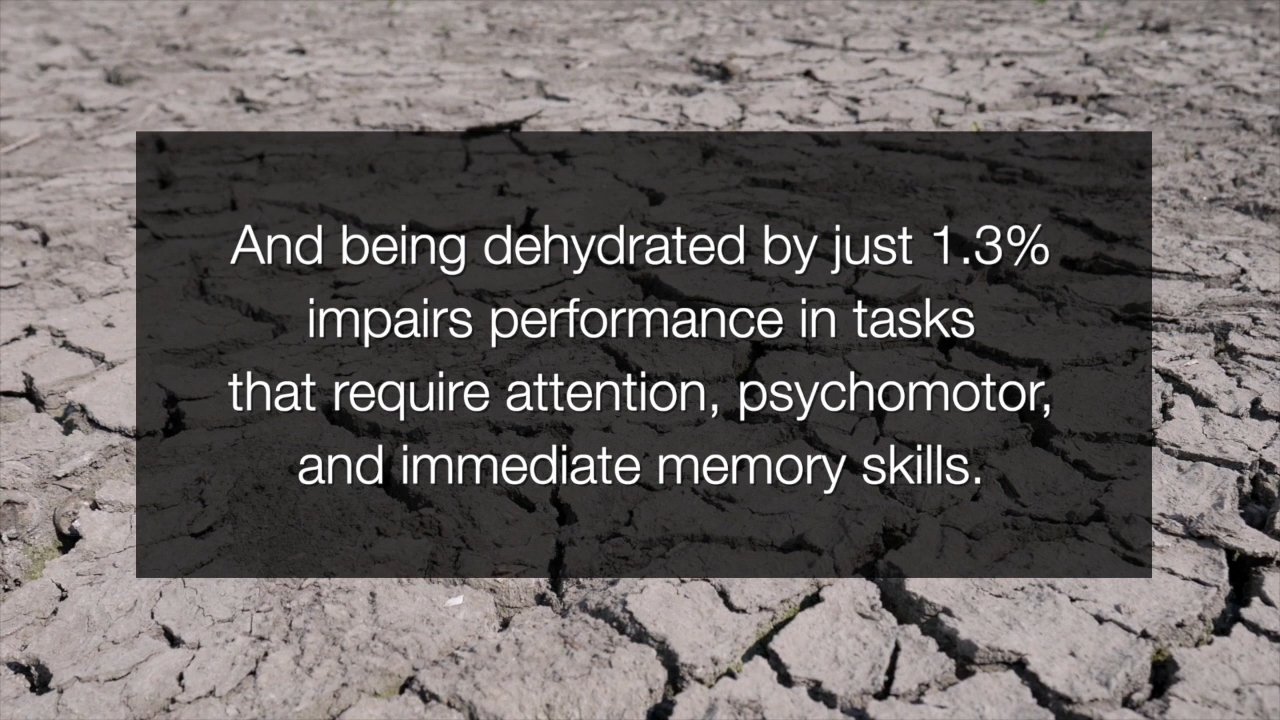 And being dehydrated by just 1.3%
impairs performance in tasks
that require attention, psychomotor,
and immediate memory skills.